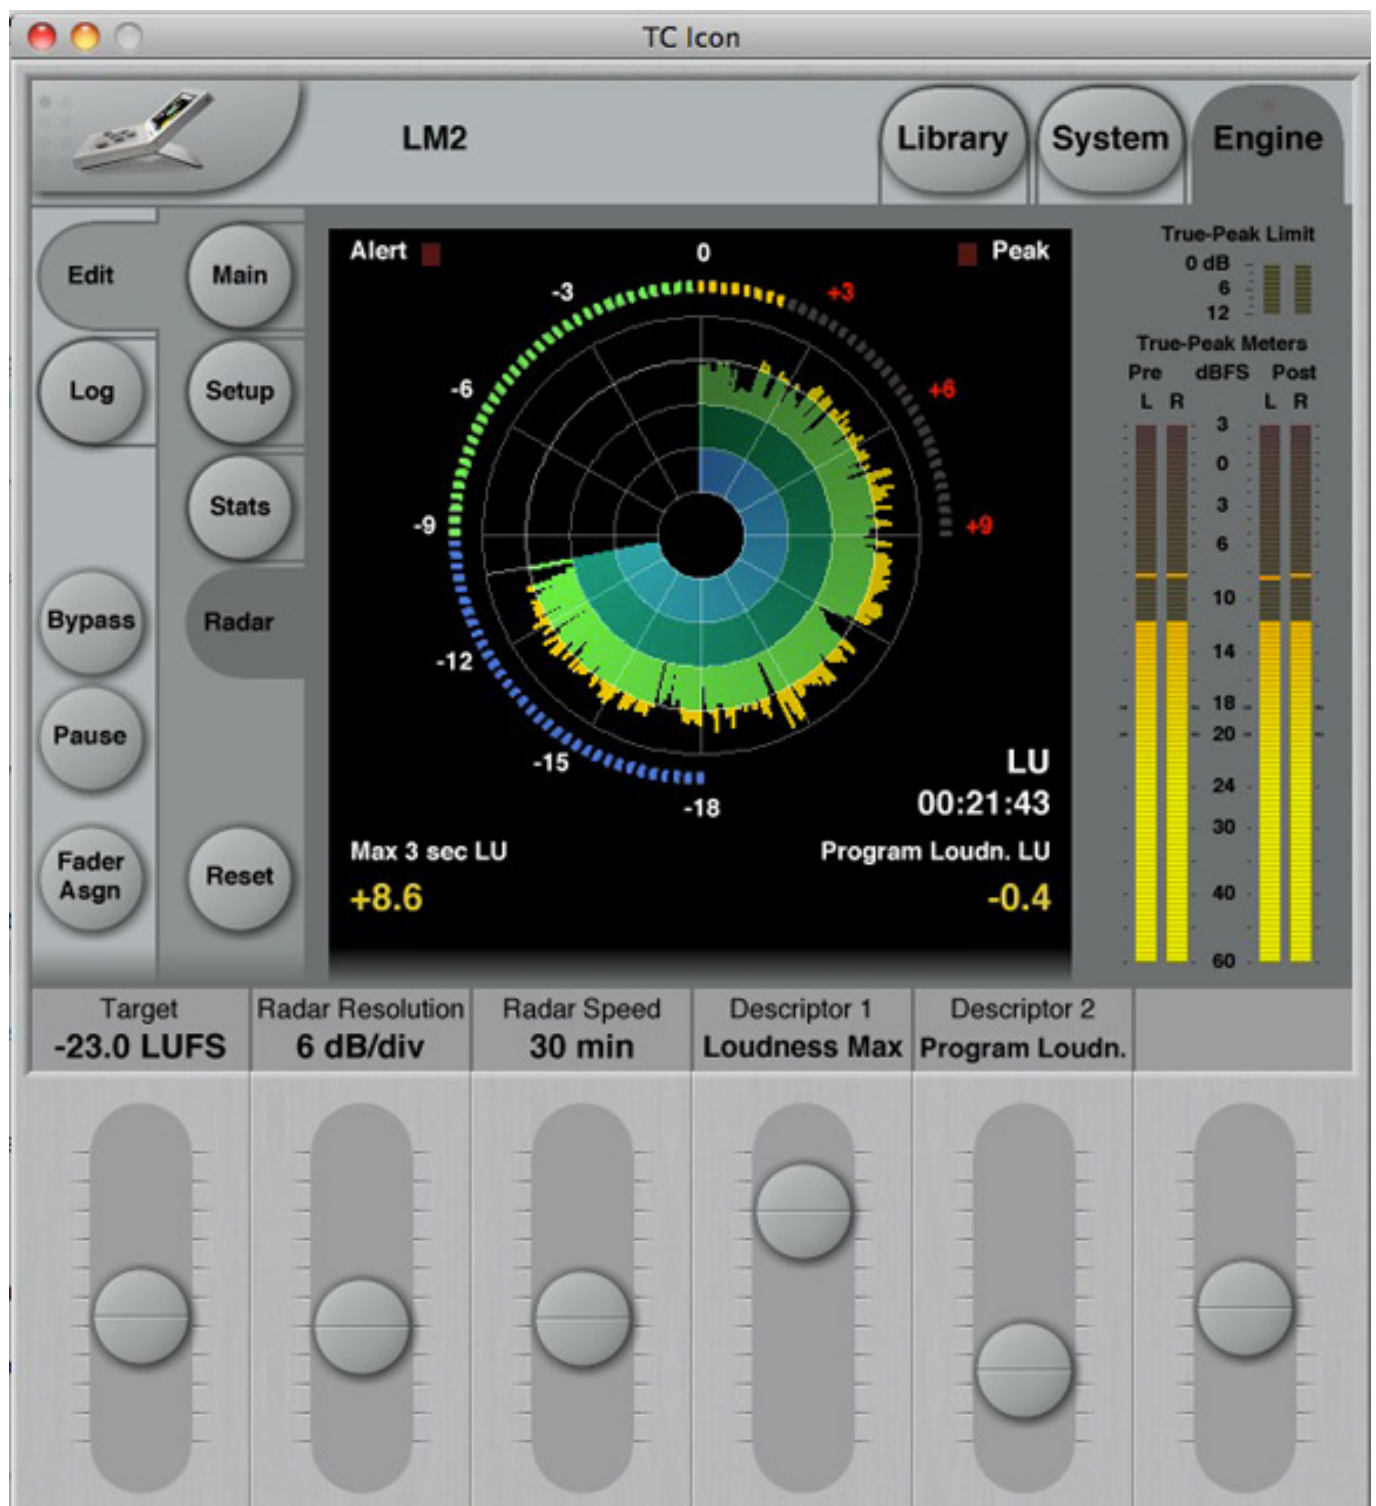 TC Icon
LM2
Library
System
Engine
Edit
Main
Log
Setup
Stats
Bypass
Radar
Pause
Fader
Asgn
Reset
Alert
0
Peak
-3
+3
-6
+6
-9
+9
-12
-15
-18
LU
00:21:43
Max 3 sec LU
Program Loudn. LU
+8.6
-0.4
True-Peak Limit
0 dB
6
12
True-Peak Meters
Pre dBFS Post
L R L R
3
0
3
6
10
14
18
20
24
30
40
60
Target
-23.0 LUFS
Radar Resolution
6 dB/div
Radar Speed
30 min
Descriptor 1
Loudness Max
Descriptor 2
Program Loudn.